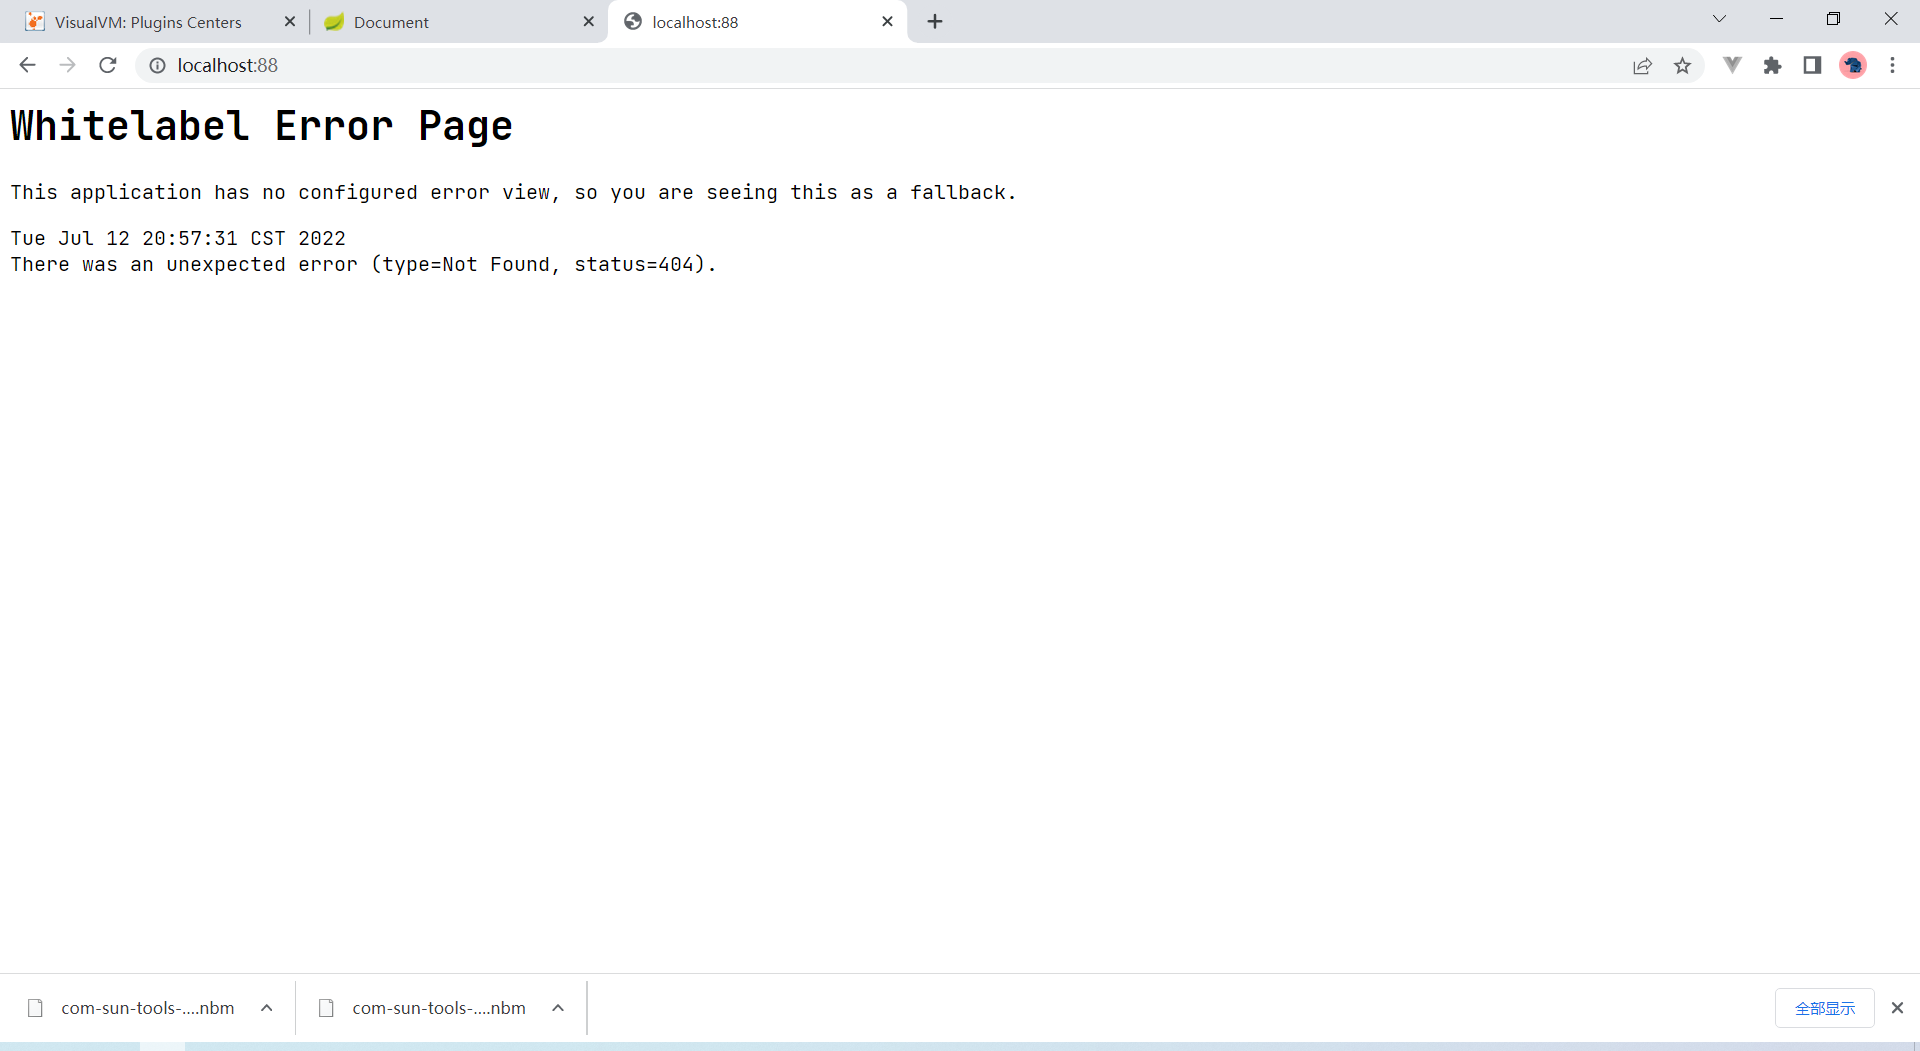 VisualVM: Plugins Centers
Document
localhost:88
localhost:88
Whitelabel Error Page
This application has no configured error view, so you are seeing this as a fallback.
Tue Jul 12 20:57:31 CST 2022
There was an unexpected error (type=Not Found, status=404).
com-sun-tools-....nbm
com-sun-tools-....nbm
全部显示